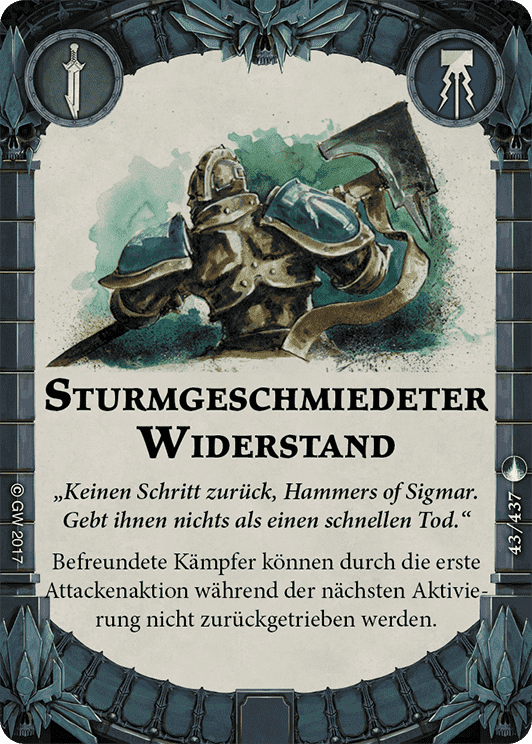 STURMGESCHMIEDETER
WIDERSTAND
„Keinen Schritt zurück, Hammers of Sigmar.
Gebt ihnen nichts als einen schnellen Tod.“
Befreundete Kämpfer können durch die erste
Attackenaktion während der nächsten Aktivie-
rung nicht zurückgetrieben werden.
© GW 2017
43/437